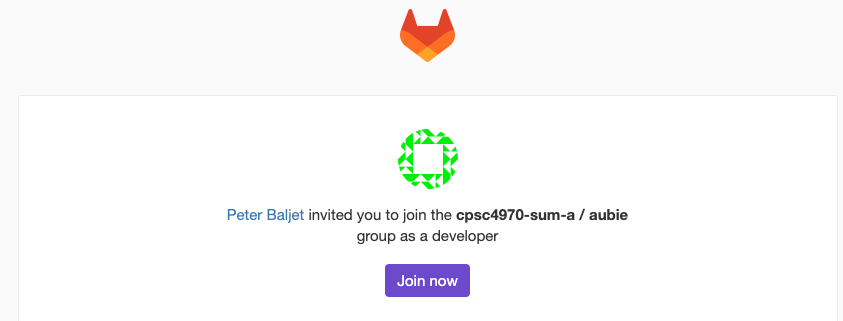 Peter Baljet invited you to join the cpsc4970-sum-a / aubie
group as a developer
Join now